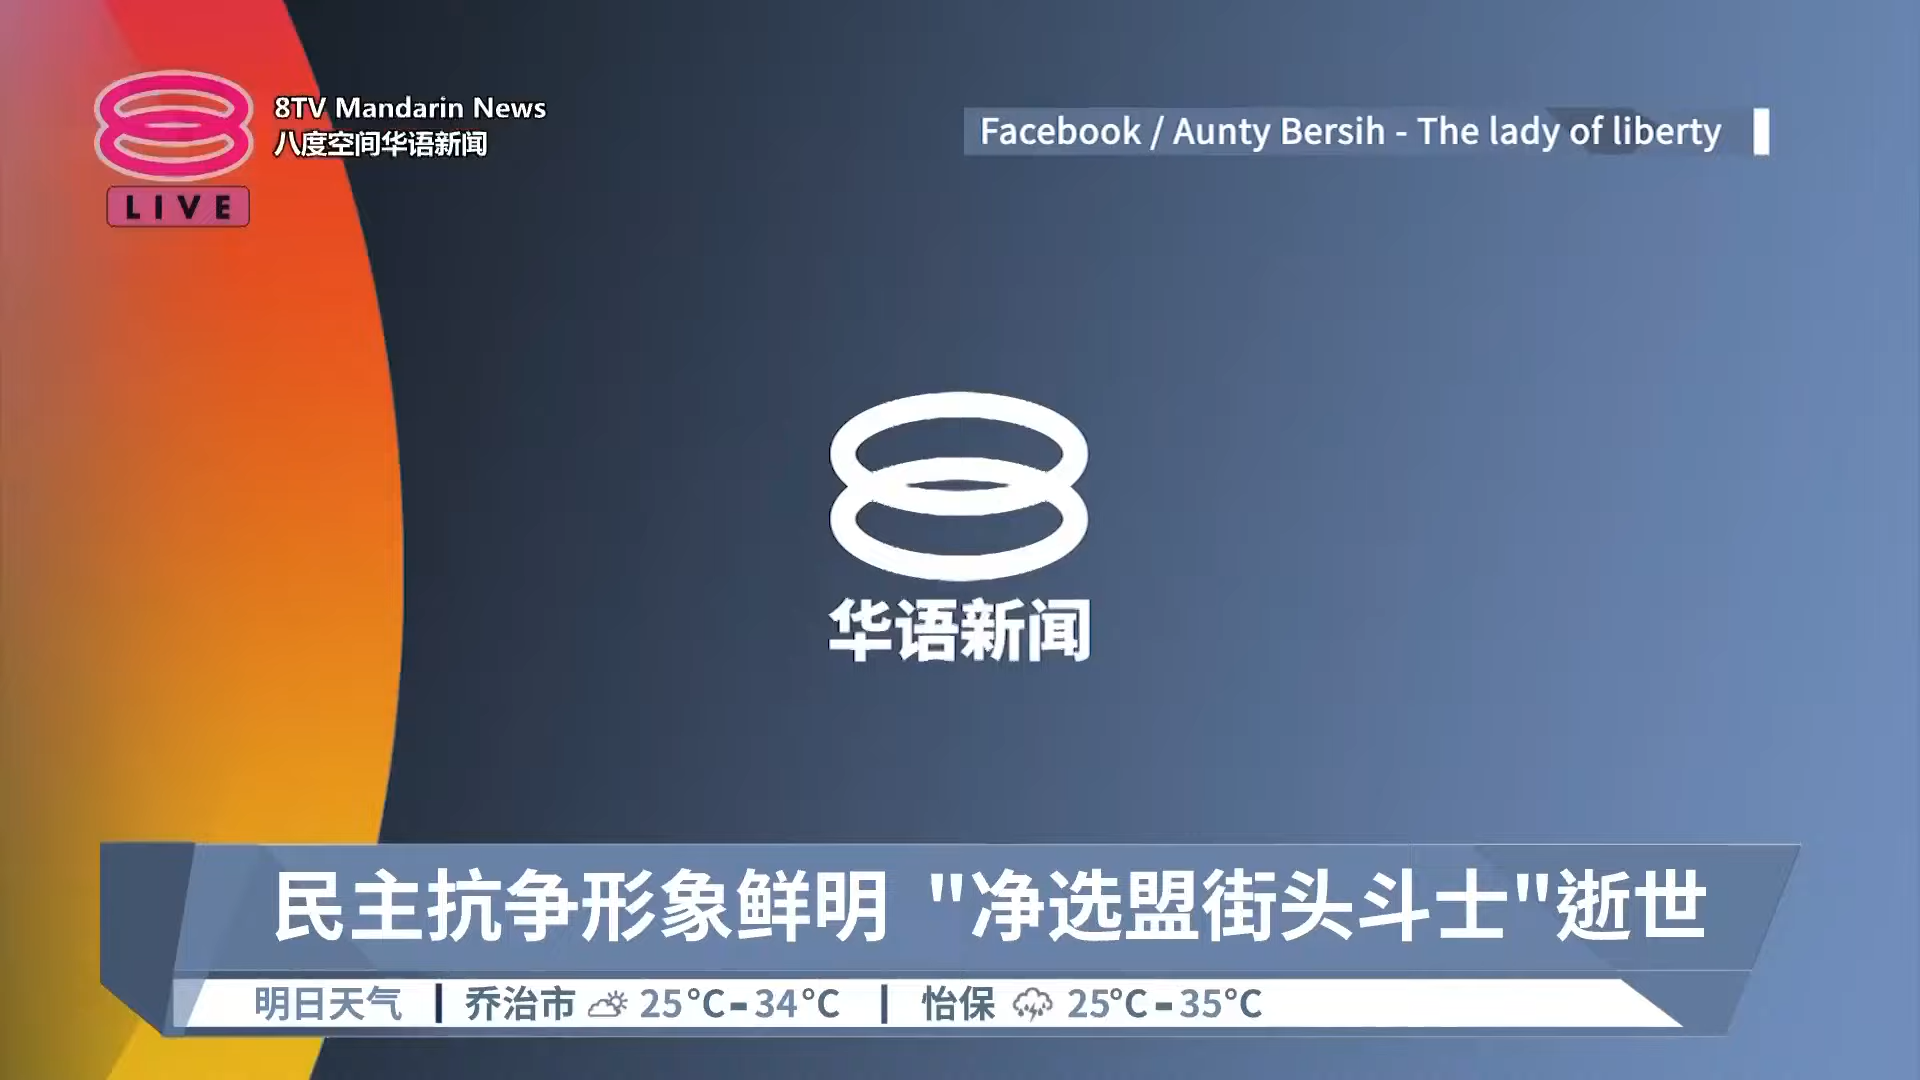 8TV Mandarin News
八度空间华语新闻
LIVE
Facebook / Aunty Bersih - The lady of liberty
华语新闻
民主抗争形象鲜明 "净选盟街头斗士"逝世
明日天气 | 乔治市 25°C-34°C | 怡保 25°C-35°C